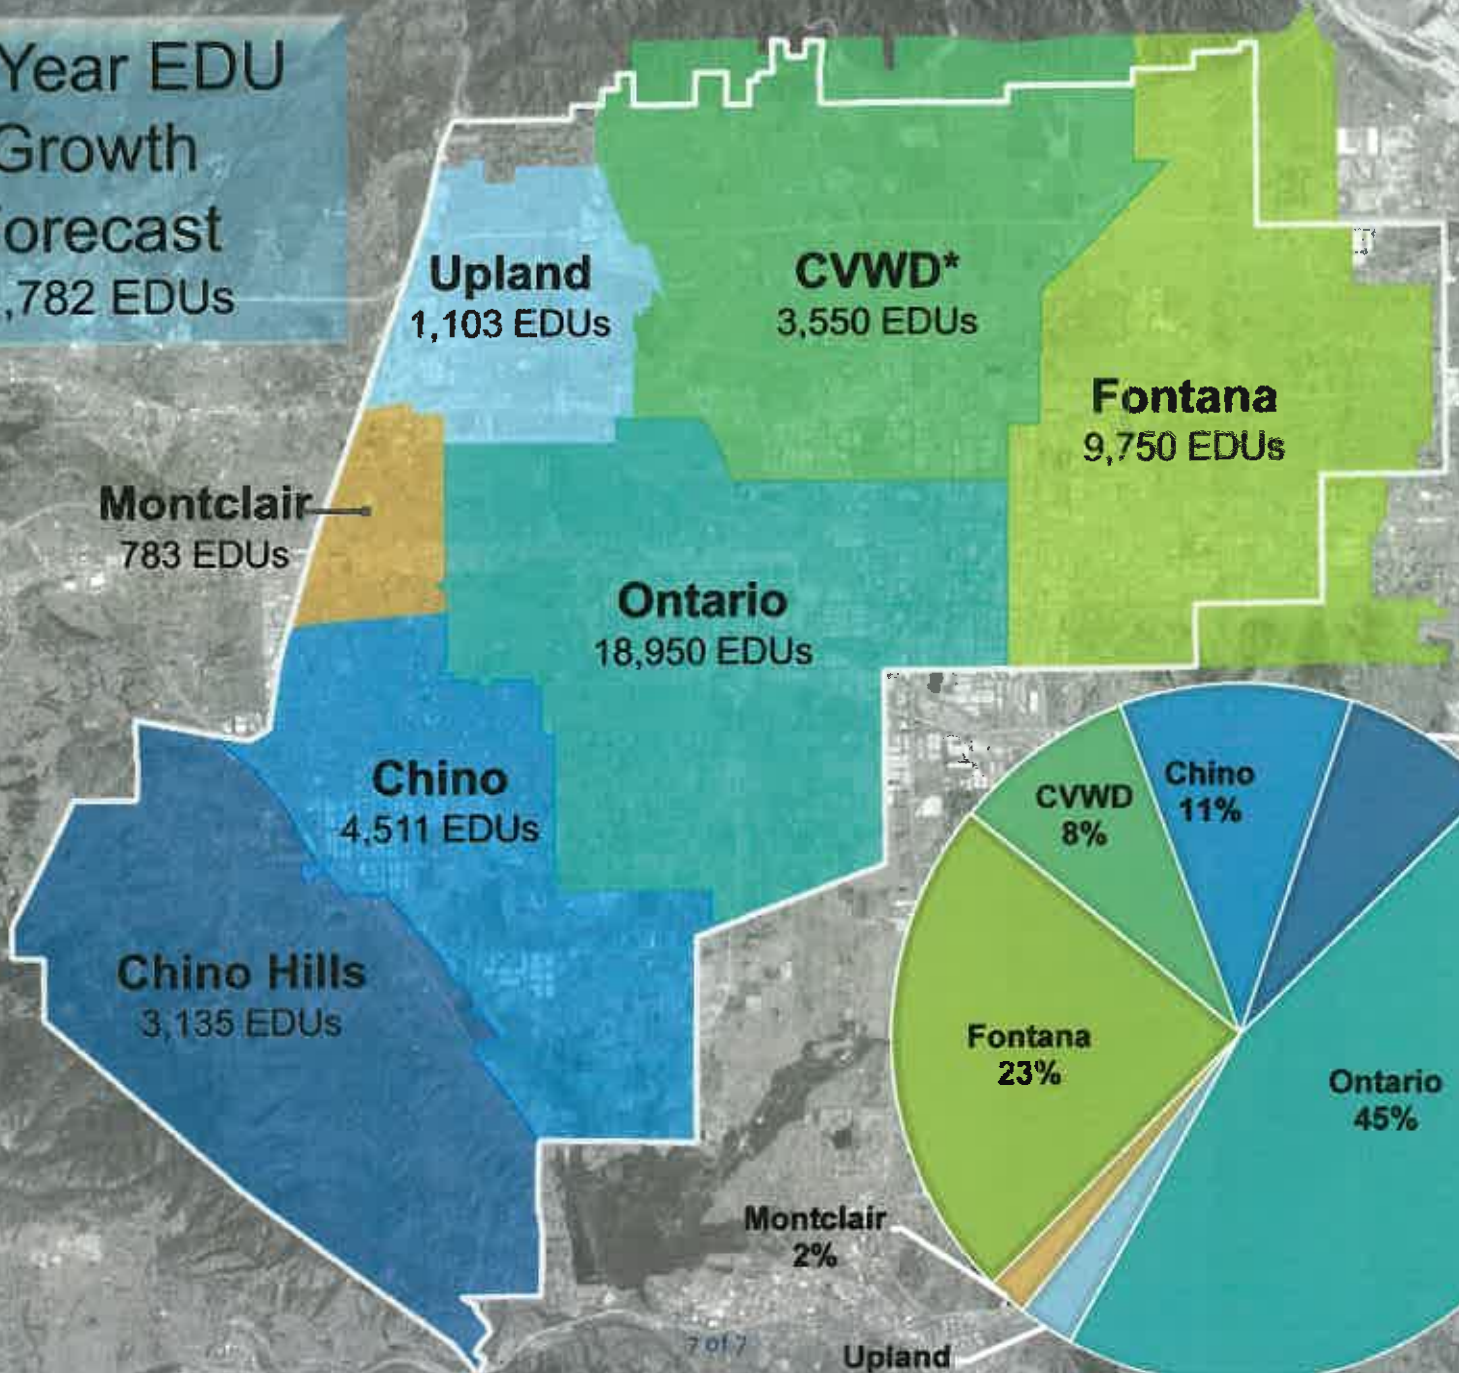 Year EDU
Growth
orecast
,782 EDUs
Upland
1,103 EDUs
CVWD*
3,550 EDUs
Fontana
9,750 EDUs
Montclair
783 EDUs
Ontario
18,950 EDUs
Chino
4,511 EDUs
Chino Hills
3,135 EDUs
CVWD
8%
Chino
11%
Fontana
23%
Ontario
45%
Montclair
2%
Upland
7 of 7